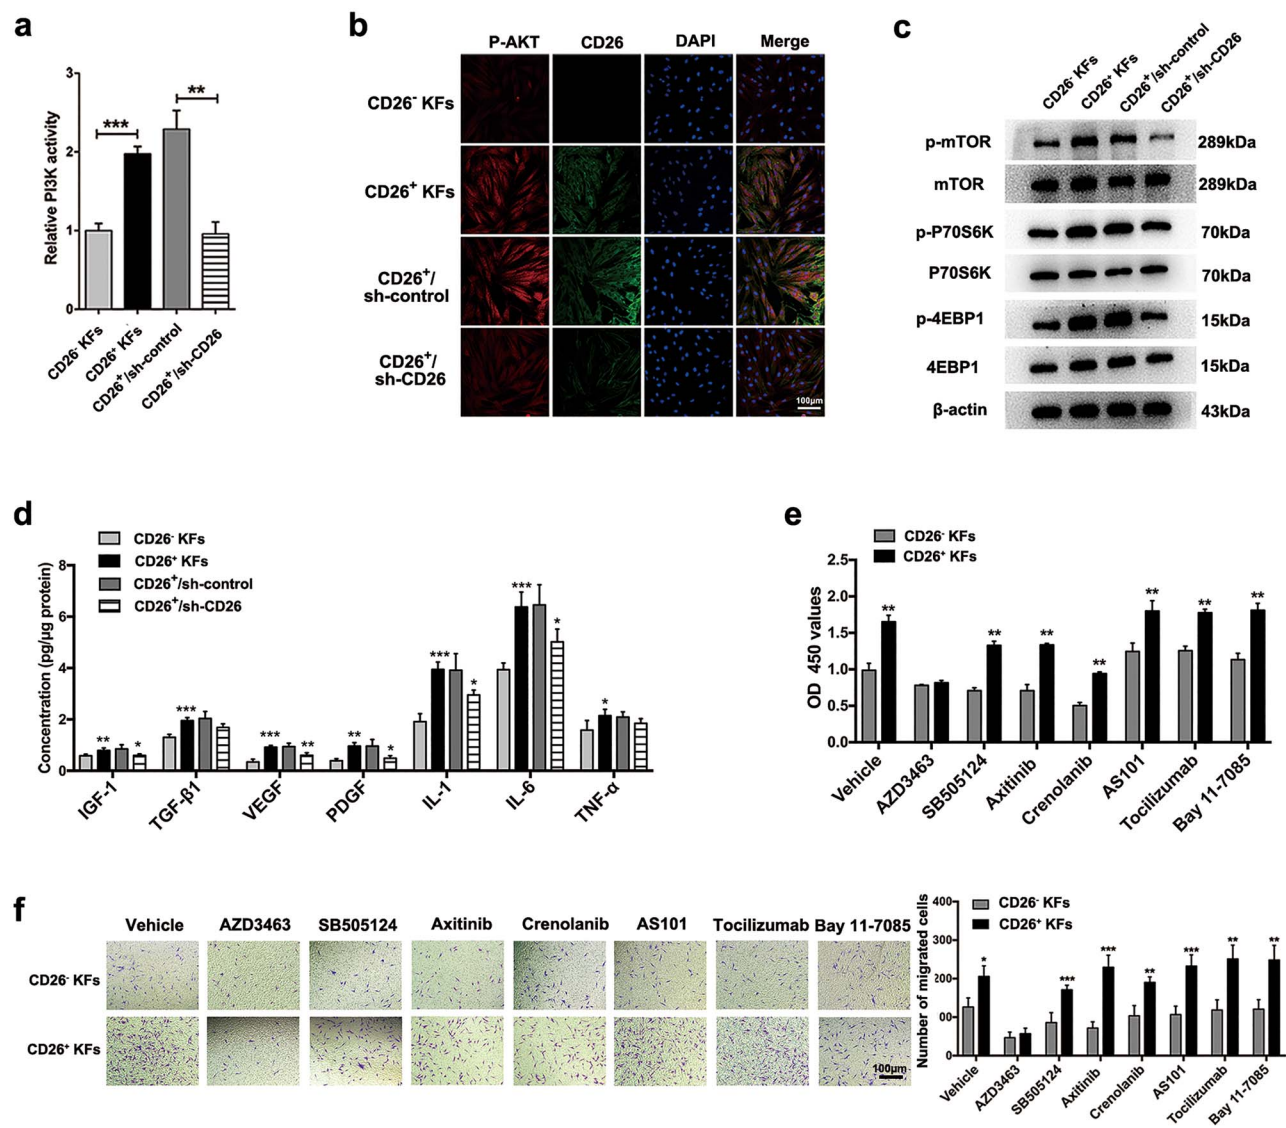 a
3
2
1
0
Relative PI3K activity
***
**
CD26- KFs
CD26+ KFs
CD26+/sh-control
CD26+/sh-CD26
b
P-AKT CD26 DAPI Merge
CD26- KFs
CD26+ KFs
CD26+/
sh-control
CD26+/
sh-CD26
100μm
c
CD26- KFs
CD26+ KFs
CD26+/sh-control
CD26+/sh-CD26
p-mTOR 289kDa
mTOR 289kDa
p-P70S6K 70kDa
P70S6K 70kDa
p-4EBP1 15kDa
4EBP1 15kDa
β-actin 43kDa
d
CD26- KFs
CD26+ KFs
CD26+/sh-control
CD26+/sh-CD26
Concentration (pg/μg protein)
8
6
4
2
0
** * *** *** ** ** * *** * *** * *
IGF-1 TGF-β1 VEGF PDGF IL-1 IL-6 TNF-α
e
CD26- KFs
CD26+ KFs
OD 450 values
2.5
2.0
1.5
1.0
0.5
0.0
** ** ** ** ** ** **
Vehicle AZD3463 SB505124 Axitinib Crenolanib AS101 Tocilizumab Bay 11-7085
f
Vehicle AZD3463 SB505124 Axitinib Crenolanib AS101 Tocilizumab Bay 11-7085
CD26- KFs
CD26+ KFs
100μm
CD26- KFs
CD26+ KFs
Number of migrated cells
400
300
200
00
0
* *** *** ** *** ** **
Vehicle AZD3463 SB505124 Axitinib Crenolanib AS101 Tocilizumab Bay 11-7085